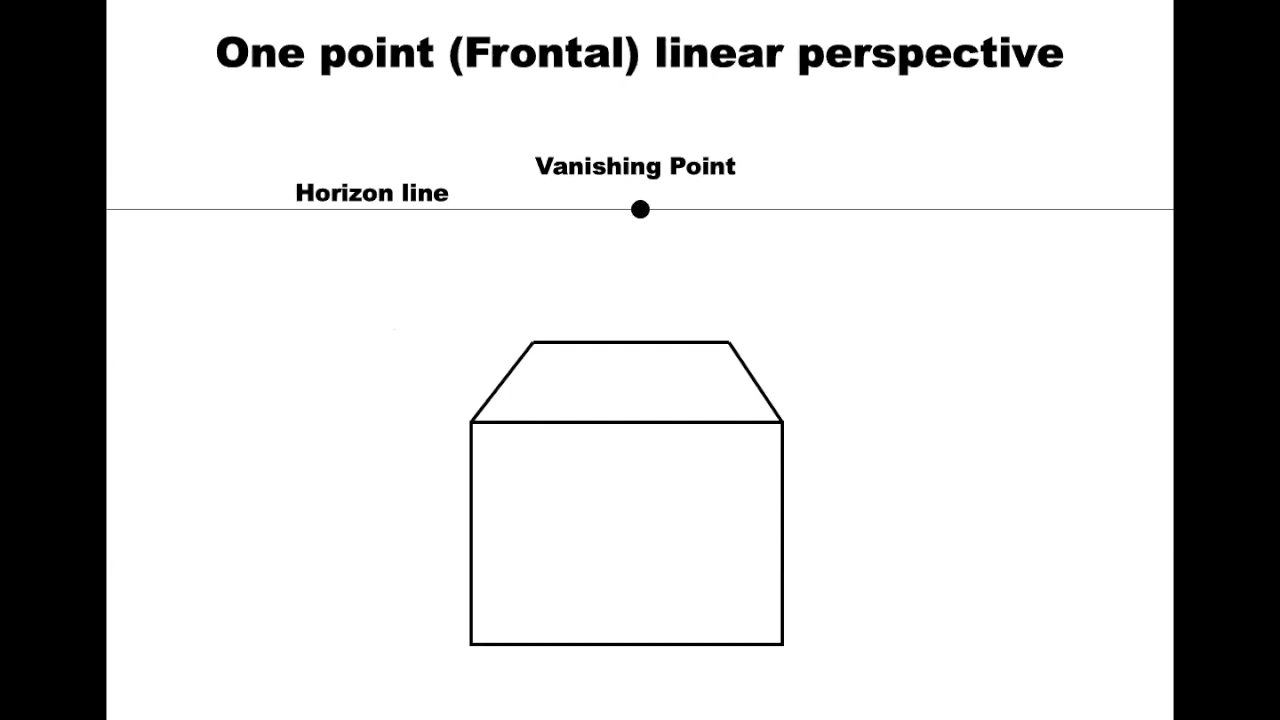 One point (Frontal) linear perspective
Vanishing Point
Horizon line